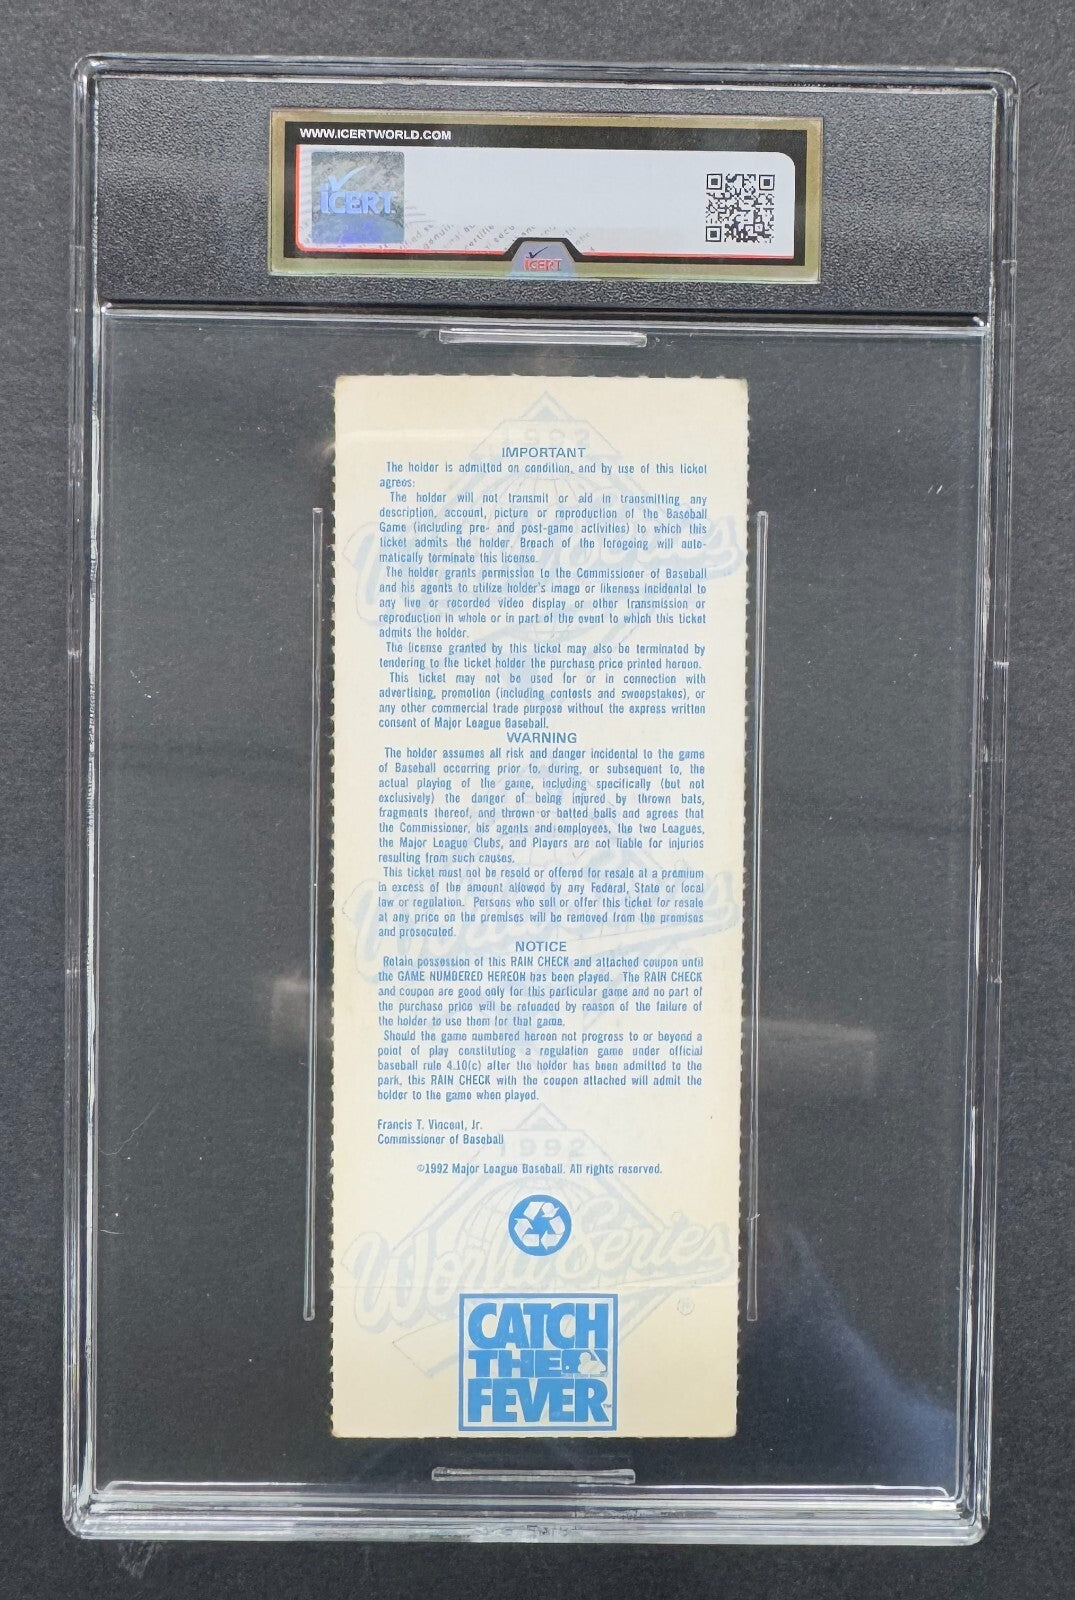 WWW.ICERTWORLD.COM
iCERT
iCERT
1992
IMPORTANT
The holder is admitted on condition, and by use of this ticket
agrees:
The holder will not transmit or aid in transmitting any
description, account, picture or reproduction of the Baseball
Game (including pre- and post-game activities) to which this
ticket admits the holder. Breach of the foregoing will auto-
matically terminate this license.
The holder grants permission to the Commissioner of Baseball
and his agents to utilize holder's image or likeness incidental to
any live or recorded video display or other transmission or
reproduction in whole or in part of the event to which this ticket
admits the holder.
The license granted by this ticket may also be terminated by
tendering to the ticket holder the purchase price printed hereon.
This ticket may not be used for or in connection with
advertising, promotion (including contests and sweepstakes), or
any other commercial trade purpose without the express written
consent of Major League Baseball.
WARNING
The holder assumes all risk and danger incidental to the game
of Baseball occurring prior to, during, or subsequent to, the
actual playing of the game, including specifically (but not
exclusively) the danger of being injured by thrown bats,
fragments thereof, and thrown or batted balls and agrees that
the Commissioner, his agents and employees, the two Leagues,
the Major League Clubs, and Players are not liable for injuries
resulting from such causes.
This ticket must not be resold or offered for resale at a premium
in excess of the amount allowed by any Federal, State or local
law or regulation. Persons who sell or offer this ticket for resale
at any price on the premises will be removed from the premises
and prosecuted.
NOTICE
Retain possession of this RAIN CHECK and attached coupon until
the GAME NUMBERED HEREON has been played. The RAIN CHECK
and coupon are good only for this particular game and no part of
the purchase price will be refunded by reason of the failure of
the holder to use them for that game.
Should the game numbered hereon not progress to or beyond a
point of play constituting a regulation game under official
baseball rule 4.10(c) after the holder has been admitted to the
park, this RAIN CHECK with the coupon attached will admit the
holder to the game when played.
Francis T. Vincent, Jr.
Commissioner of Baseball
1992
©1992 Major League Baseball. All rights reserved.
World Series
CATCH
THE
FEVER™